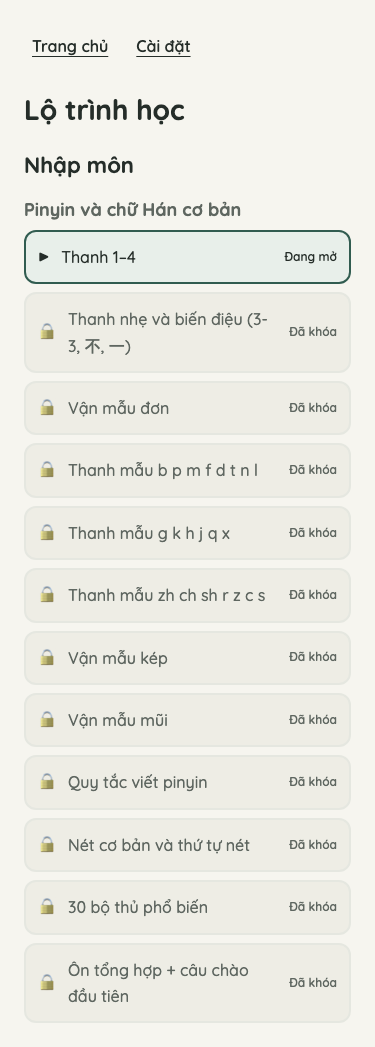 Trang chủ Cài đặt
Lộ trình học
Nhập môn
Pinyin và chữ Hán cơ bản
Thanh 1–4 Đang mở
Thanh nhẹ và biến điệu (3-
3, 不, 一) Đã khóa
Vận mẫu đơn Đã khóa
Thanh mẫu b p m f d t n l Đã khóa
Thanh mẫu g k h j q x Đã khóa
Thanh mẫu zh ch sh r z c s Đã khóa
Vận mẫu kép Đã khóa
Vận mẫu mũi Đã khóa
Quy tắc viết pinyin Đã khóa
Nét cơ bản và thứ tự nét Đã khóa
30 bộ thủ phổ biến Đã khóa
Ôn tổng hợp + câu chào
đầu tiên Đã khóa